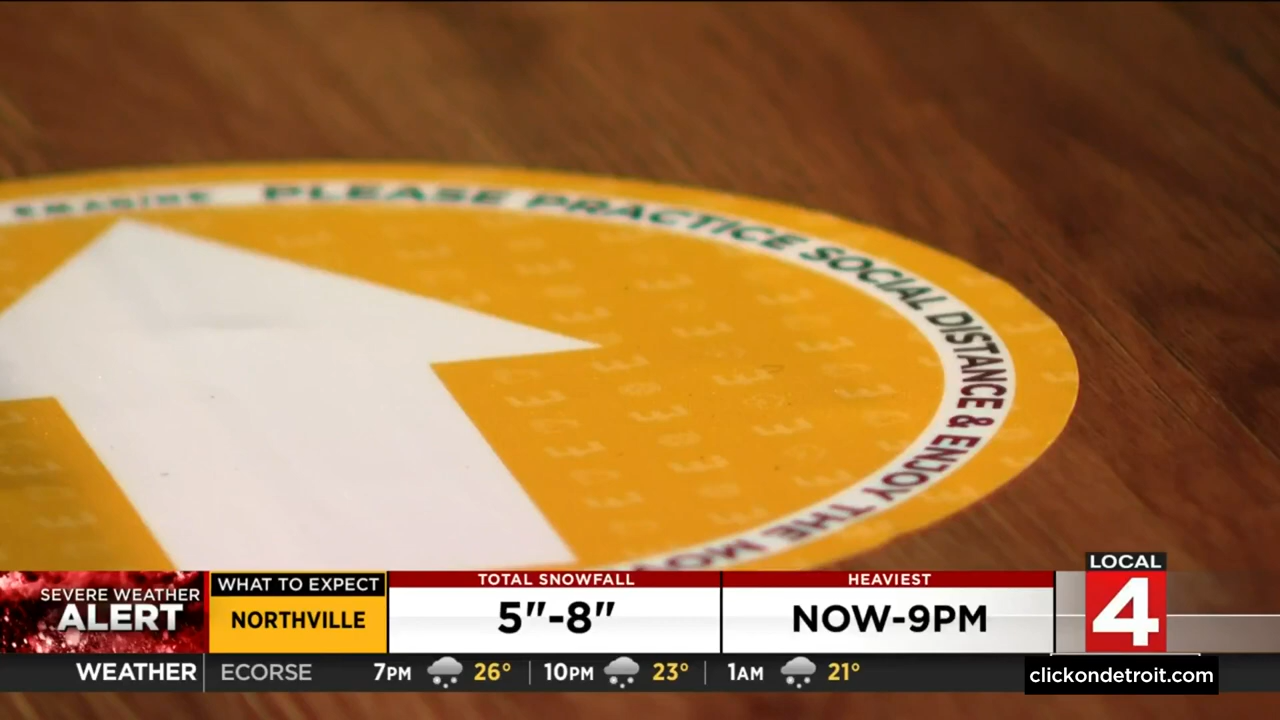 PLEASE PRACTICE SOCIAL DISTANCE & ENJOY THE
SEVERE WEATHER
ALERT
WHAT TO EXPECT
NORTHVILLE
TOTAL SNOWFALL
5"-8"
HEAVIEST
NOW-9PM
LOCAL
4
WEATHER
ECORSE
7PM 26° 10PM 23° 1AM 21°
clickondetroit.com